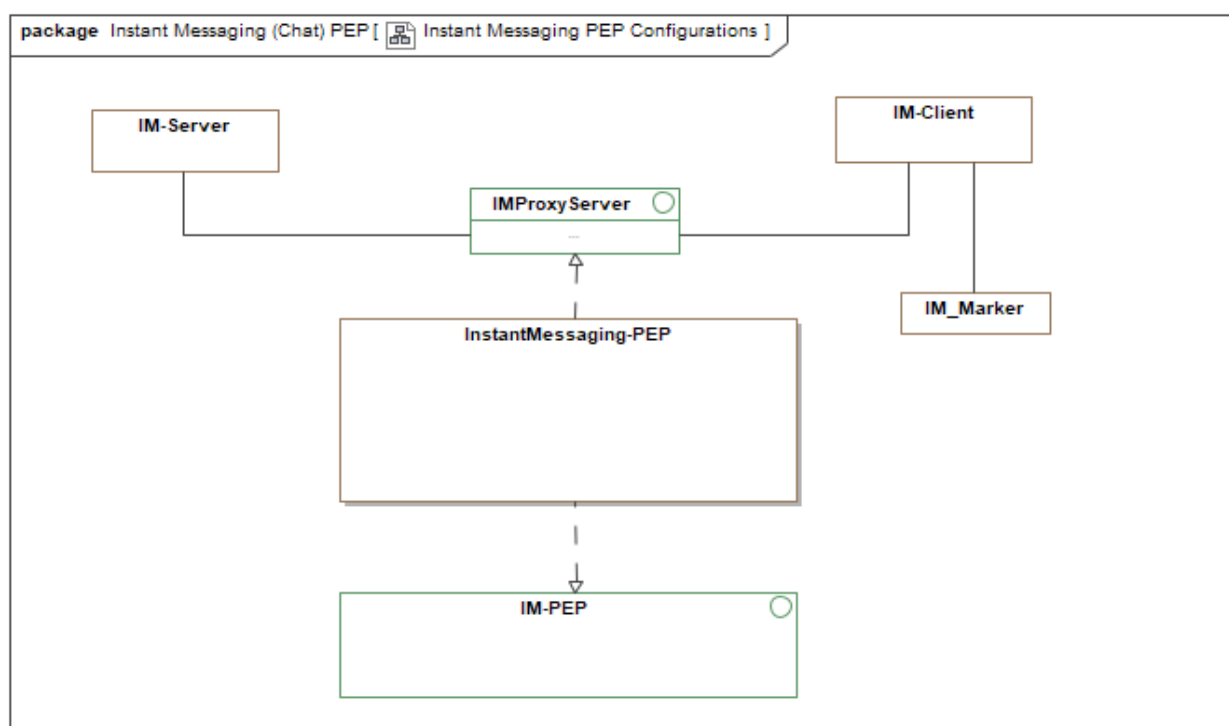 package Instant Messaging (Chat) PEP [ Instant Messaging PEP Configurations ]
IM-Server
IM-Client
IMProxyServer
...
IM_Marker
InstantMessaging-PEP
IM-PEP